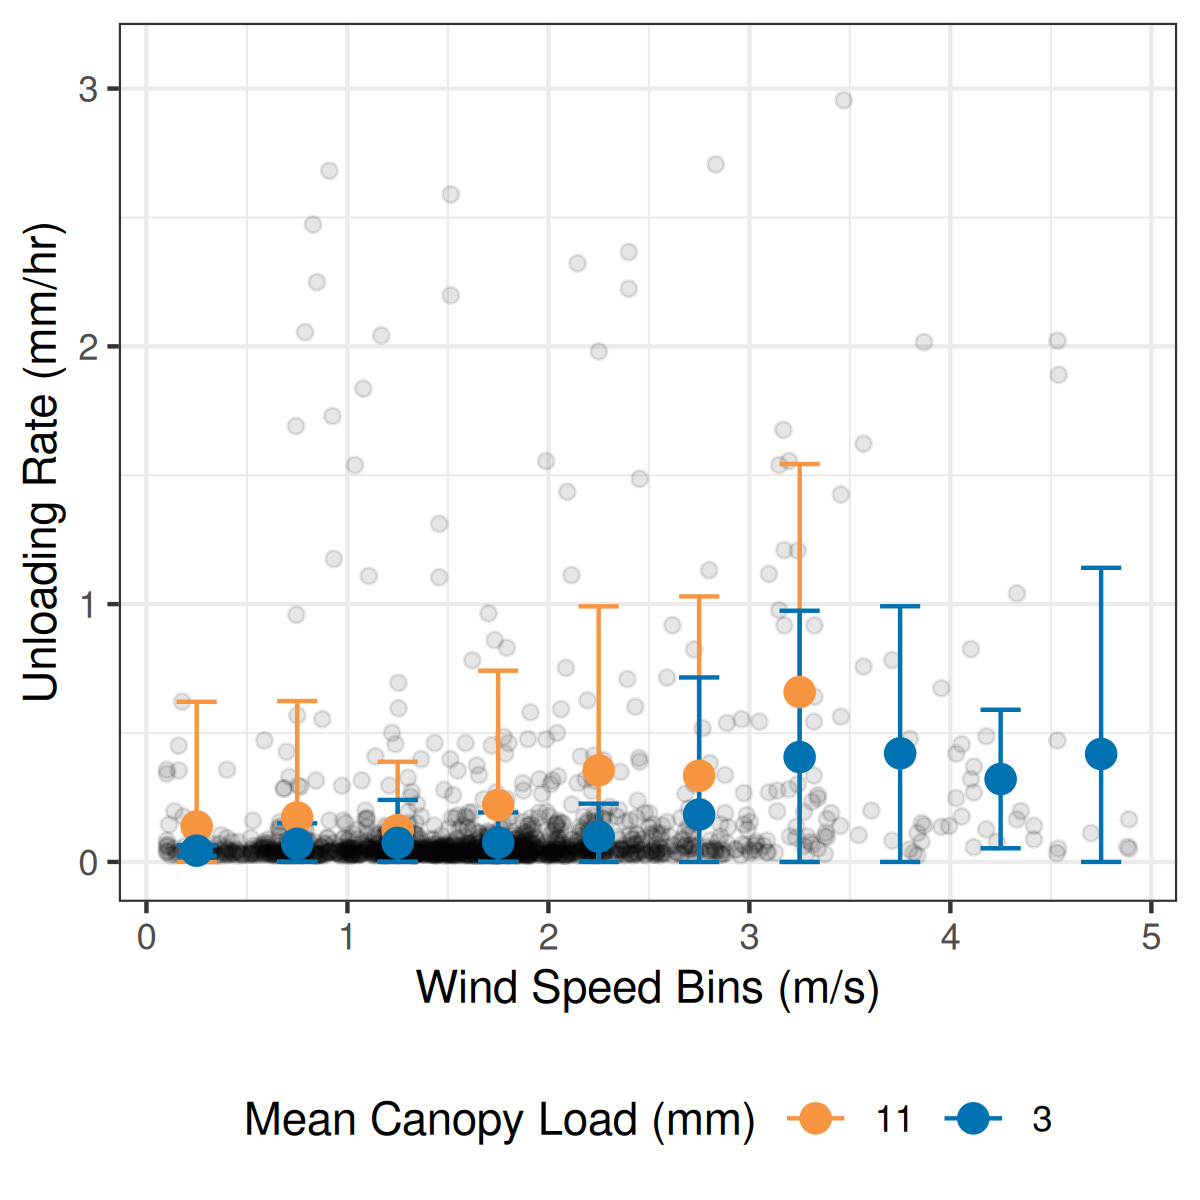 Unloading Rate (mm/hr)
3
2
1
0
0 1 2 3 4 5
Wind Speed Bins (m/s)
Mean Canopy Load (mm) 11 3